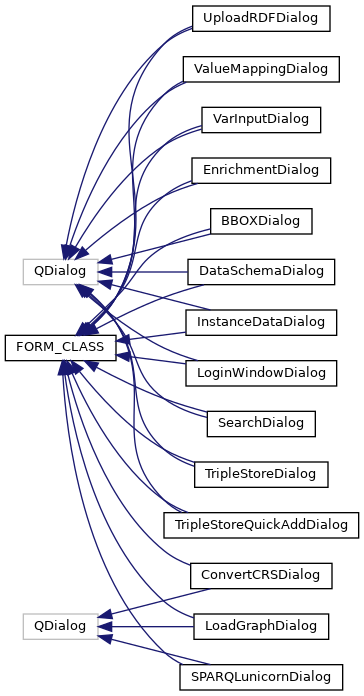 UploadRDFDialog
ValueMappingDialog
VarInputDialog
EnrichmentDialog
BBOXDialog
QDialog
DataSchemaDialog
InstanceDataDialog
FORM_CLASS
LoginWindowDialog
SearchDialog
TripleStoreDialog
TripleStoreQuickAddDialog
ConvertCRSDialog
QDialog
LoadGraphDialog
SPARQLunicornDialog